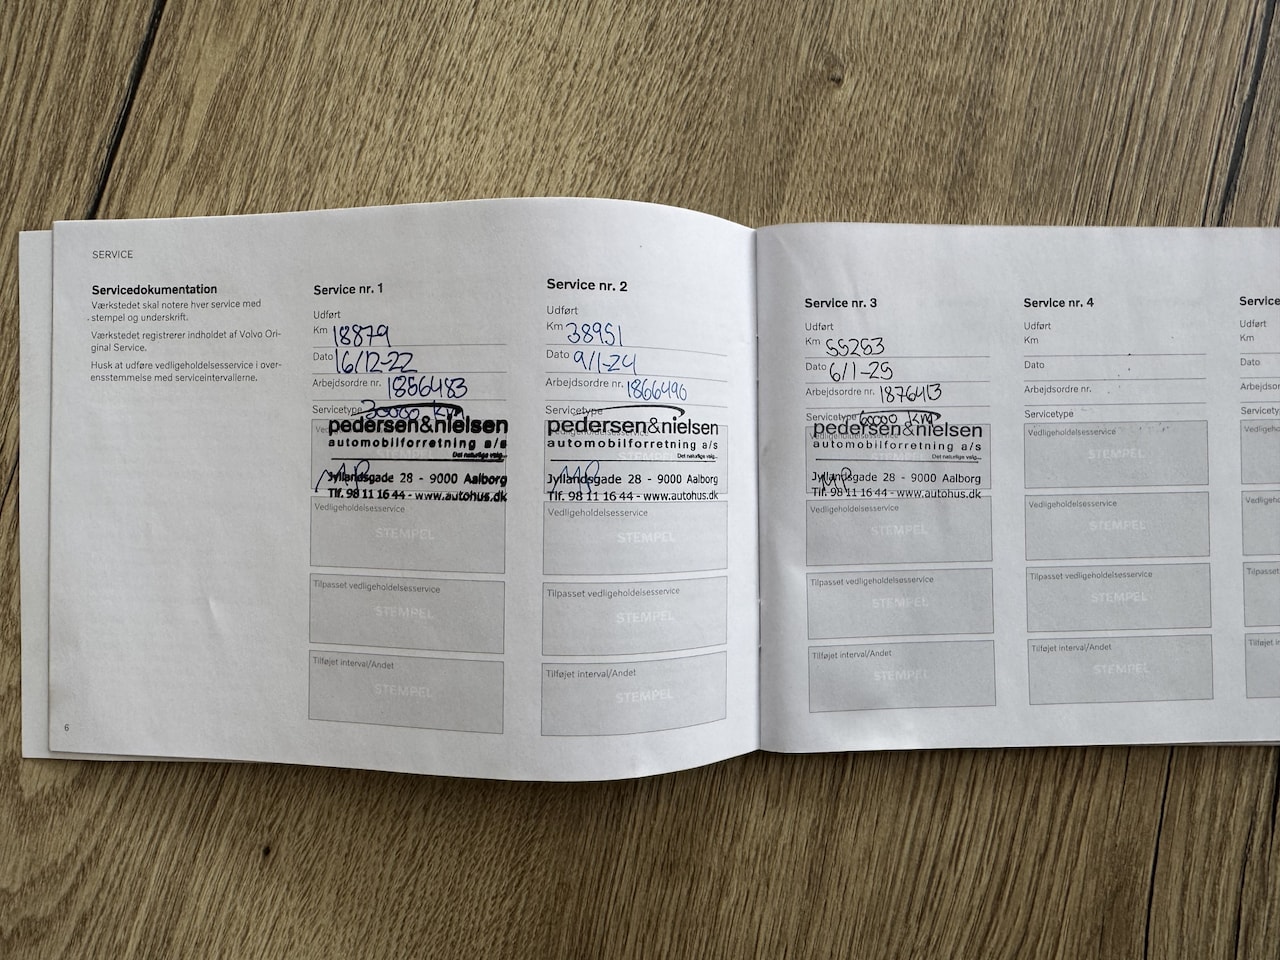 SERVICE
Servicedokumentation
Værkstedet skal notere hver service med
stempel og underskrift.
Værkstedet registrerer indholdet af Volvo Ori-
ginal Service.
Husk at udføre vedligeholdelsesservice i over-
ensstemmelse med serviceintervallerne.
6
Service nr. 1
Udført
Km 18879
Dato 16/12-22
Arbejdsordre nr. 1856483
Servicetype 30000 km
pedersen&nielsen
automobilforretning a/s
Det naturlige valg...
MP
Jyllandsgade 28 - 9000 Aalborg
Tlf. 98 11 16 44 - www.autohus.dk
Vedligeholdelsesservice
STEMPEL
Tilpasset vedligeholdelsesservice
STEMPEL
Tilføjet interval/Andet
STEMPEL
Service nr. 2
Udført
Km 38951
Dato 9/1-24
Arbejdsordre nr. 1866490
Servicetype
Vedligeholdelsesservice
pedersen&nielsen
automobilforretning a/s
Det naturlige valg...
MP
Jyllandsgade 28 - 9000 Aalborg
Tlf. 98 11 16 44 - www.autohus.dk
Vedligeholdelsesservice
STEMPEL
Tilpasset vedligeholdelsesservice
STEMPEL
Tilføjet interval/Andet
STEMPEL
Service nr. 3
Udført
Km 55253
Dato 6/1-25
Arbejdsordre nr. 1876413
Servicetype 60000 km
Vedligeholdelsesservice
pedersen&nielsen
automobilforretning a/s
Det naturlige valg...
MP
Jyllandsgade 28 - 9000 Aalborg
Tlf. 98 11 16 44 - www.autohus.dk
Vedligeholdelsesservice
STEMPEL
Tilpasset vedligeholdelsesservice
STEMPEL
Tilføjet interval/Andet
STEMPEL
Service nr. 4
Udført
Km
Dato
Arbejdsordre nr.
Servicetype
Vedligeholdelsesservice
STEMPEL
Vedligeholdelsesservice
STEMPEL
Tilpasset vedligeholdelsesservice
STEMPEL
Tilføjet interval/Andet
STEMPEL
Service
Udført
Km
Dato